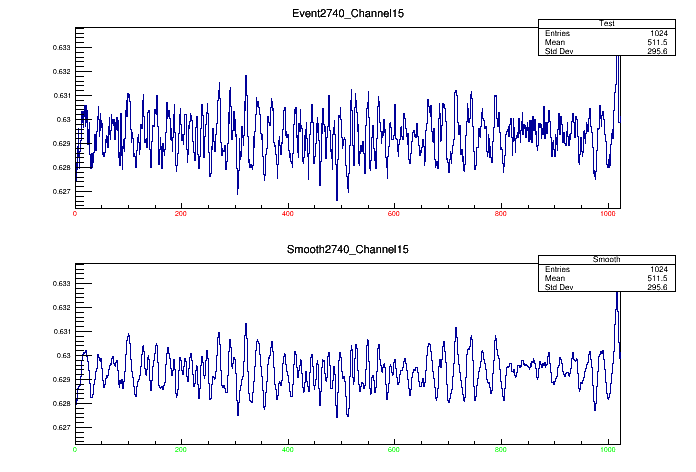 Event2740_Channel15
Test
Entries 1024
Mean 511.5
Std Dev 295.6
0.633
0.632
0.631
0.63
0.629
0.628
0.627
0 200 400 600 800 1000
Smooth2740_Channel15
Smooth
Entries 1024
Mean 511.5
Std Dev 295.6
0.633
0.632
0.631
0.63
0.629
0.628
0.627
0 200 400 600 800 1000